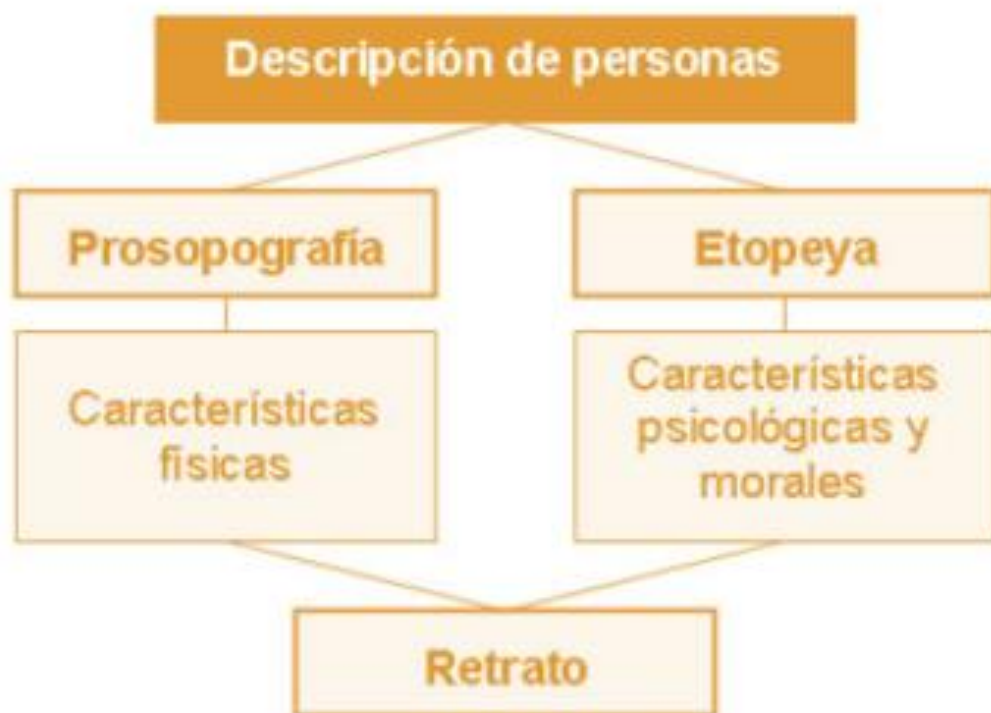 Descripción de personas
Prosopografía
Etopeya
Características
físicas
Características
psicológicas y
morales
Retrato